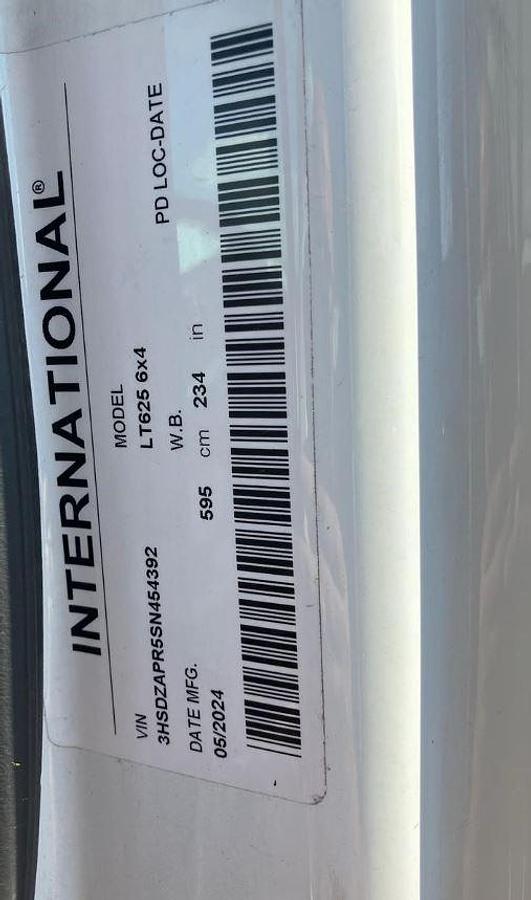 INTERNATIONAL®
VIN MODEL
3HSDZAPR5SN454392 LT625 6x4 PD LOC-DATE
DATE MFG. W.B.
05/2024 595 cm 234 in